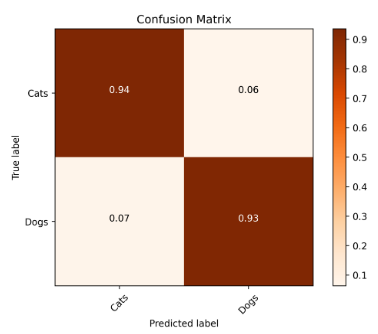 Confusion Matrix
True label
Cats
0.94
0.06
Dogs
0.07
0.93
Cats
Dogs
Predicted label
0.9
0.8
0.7
0.6
0.5
0.4
0.3
0.2
0.1